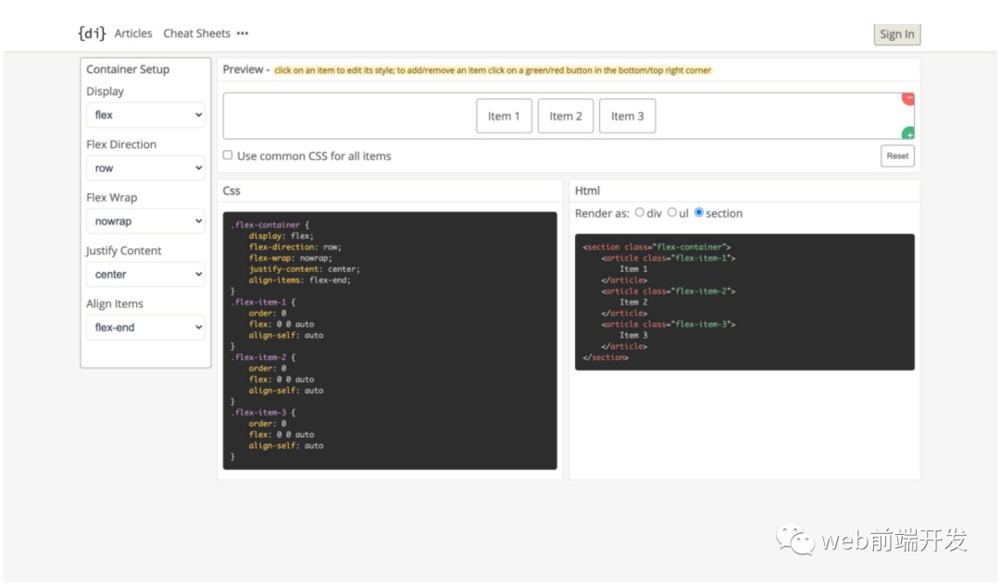 {di} Articles Cheat Sheets •••
Sign In
Container Setup
Display
flex
Flex Direction
row
Flex Wrap
nowrap
Justify Content
center
Align Items
flex-end
Preview - click on an item to edit its style; to add/remove an item click on a green/red button in the bottom/top right corner
−
Item 1 Item 2 Item 3
+
Use common CSS for all items
Reset
Css
.flex-container {
display: flex;
flex-direction: row;
flex-wrap: nowrap;
justify-content: center;
align-items: flex-end;
}
.flex-item-1 {
order: 0
flex: 0 0 auto
align-self: auto
}
.flex-item-2 {
order: 0
flex: 0 0 auto
align-self: auto
}
.flex-item-3 {
order: 0
flex: 0 0 auto
align-self: auto
}
Html
Render as: div ul section
<section class="flex-container">
<article class="flex-item-1">
Item 1
</article>
<article class="flex-item-2">
Item 2
</article>
<article class="flex-item-3">
Item 3
</article>
</section>
web前端开发